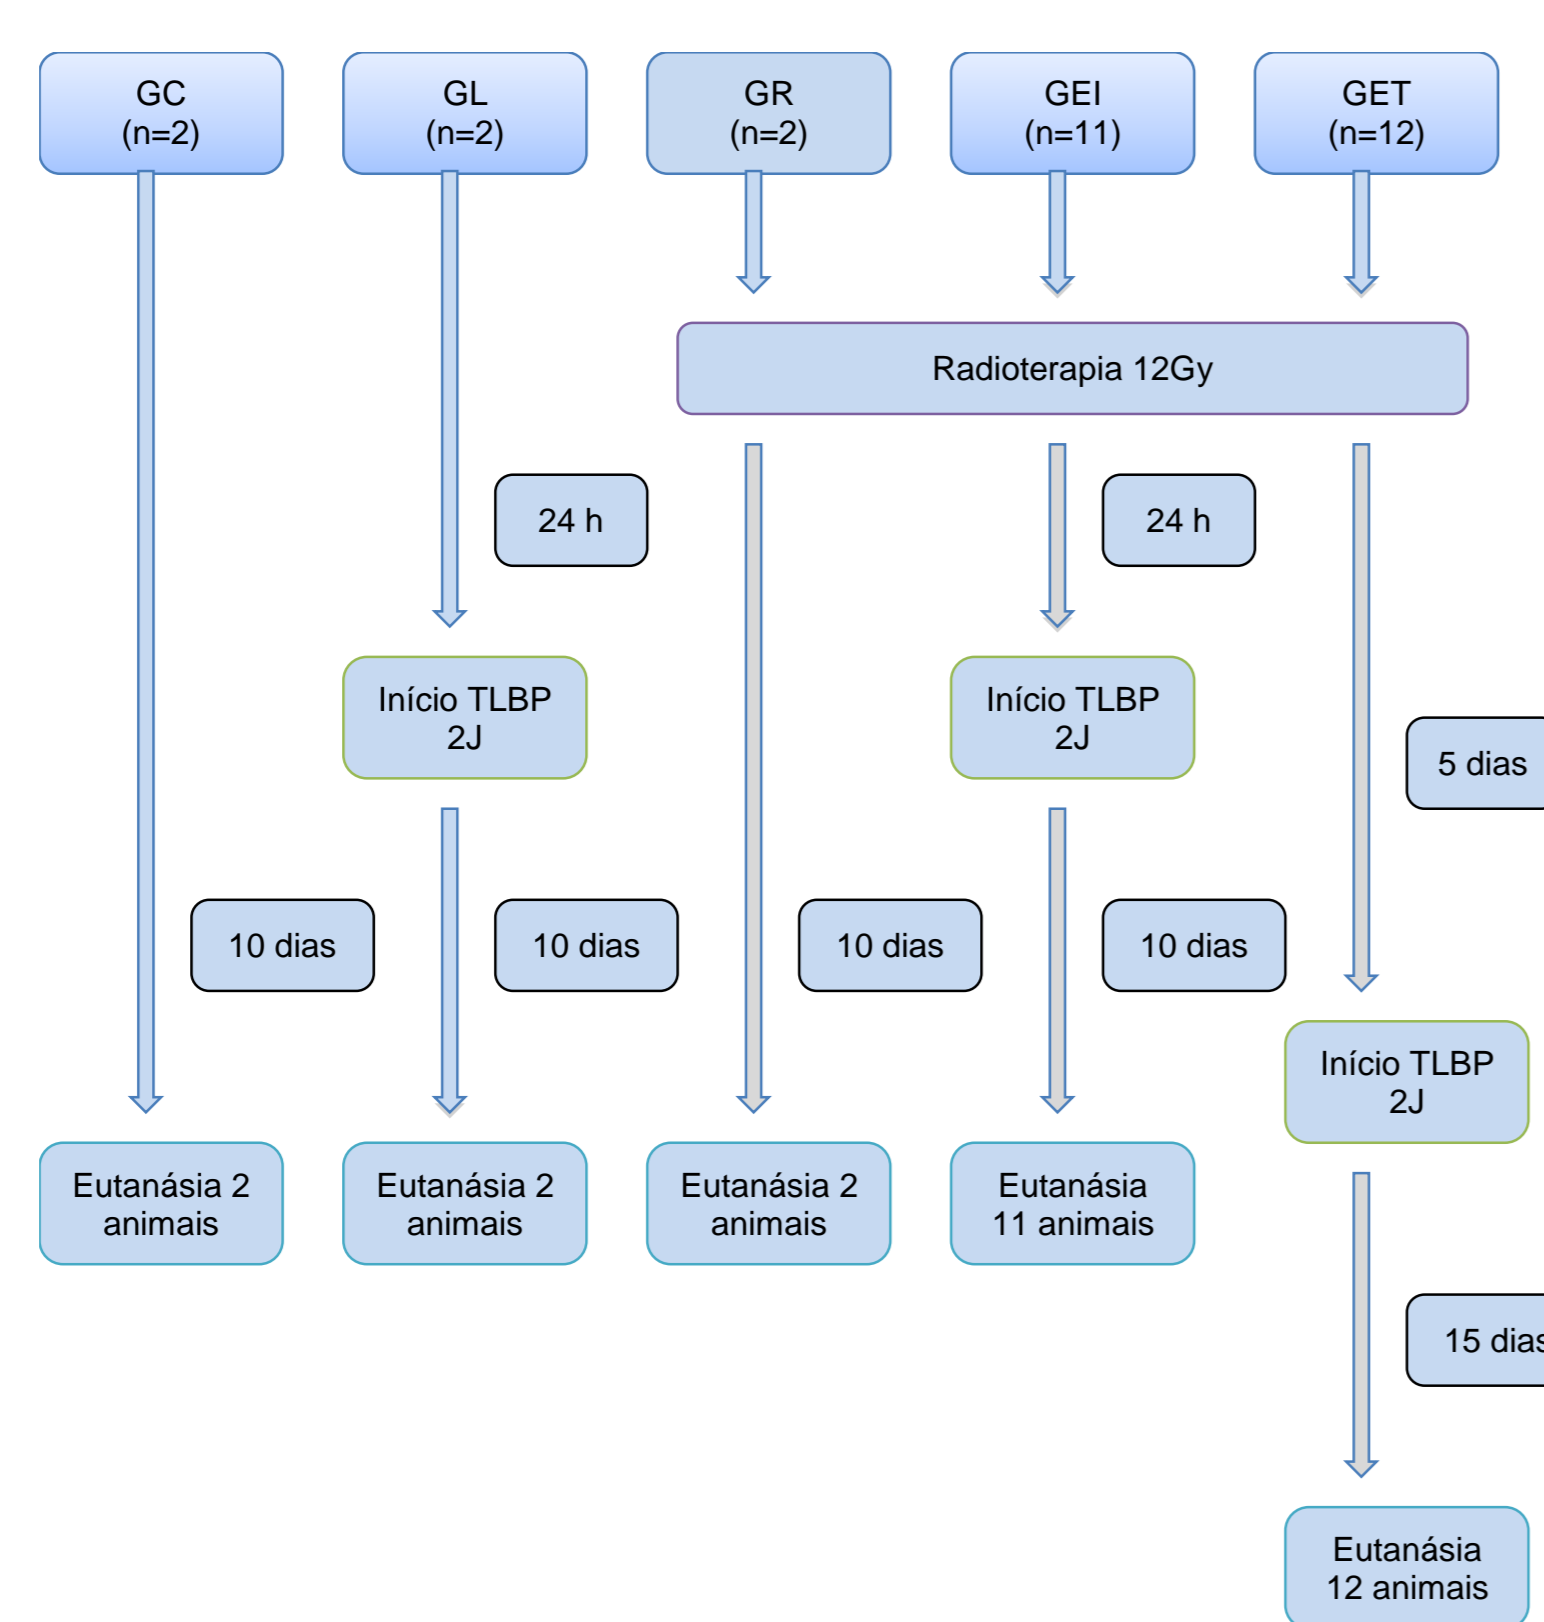 GC
(n=2)
GL
(n=2)
GR
(n=2)
GEI
(n=11)
GET
(n=12)
Radioterapia 12Gy
24 h
24 h
Início TLBP
2J
Início TLBP
2J
5 dias
10 dias
10 dias
10 dias
10 dias
Início TLBP
2J
Eutanásia 2
animais
Eutanásia 2
animais
Eutanásia 2
animais
Eutanásia
11 animais
15 dias
Eutanásia
12 animais